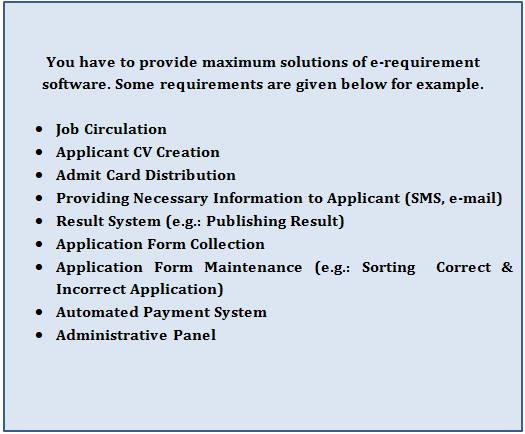 You have to provide maximum solutions of e-requirement
software. Some requirements are given below for example.
• Job Circulation
• Applicant CV Creation
• Admit Card Distribution
• Providing Necessary Information to Applicant (SMS, e-mail)
• Result System (e.g.: Publishing Result)
• Application Form Collection
• Application Form Maintenance (e.g.: Sorting Correct &
Incorrect Application)
• Automated Payment System
• Administrative Panel